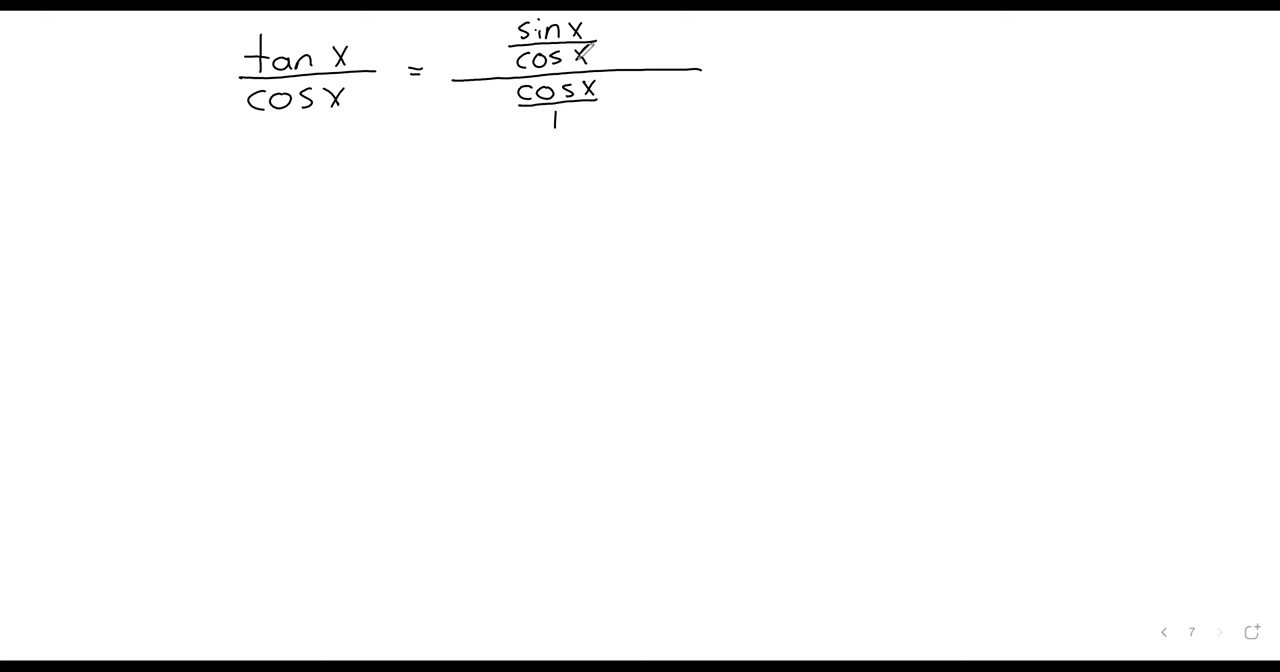 tan x / cos x = (sin x / cos x) / (cos x / 1)
7